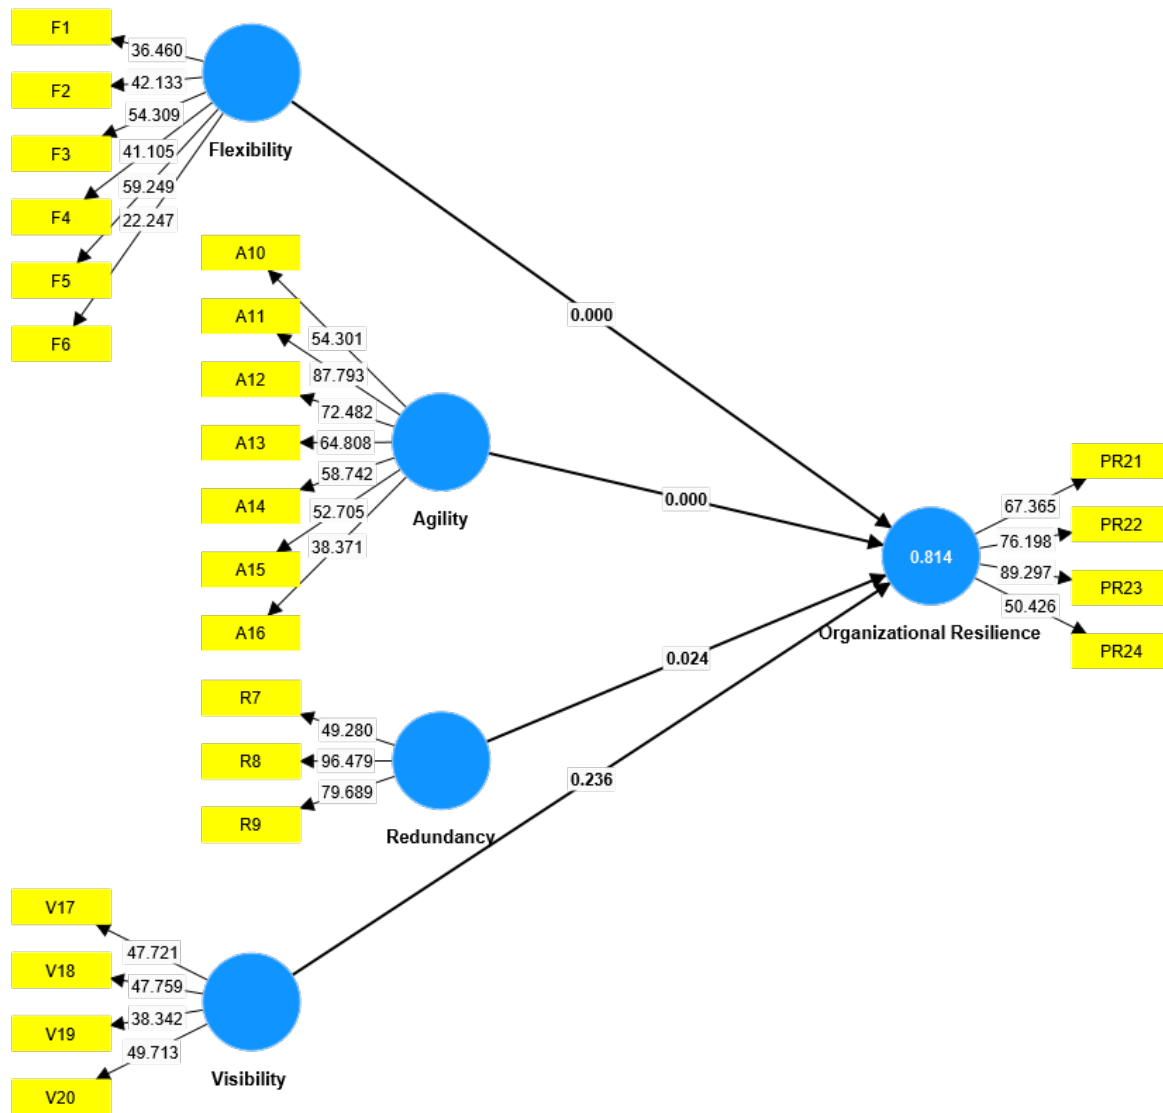 F1
36.460
F2
42.133
54.309
F3
Flexibility
41.105
59.249
F4
22.247
A10
F5
A11
0.000
F6
54.301
87.793
A12
72.482
A13
64.808
PR21
58.742
0.000
A14
67.365
52.705
Agility
PR22
38.371
76.198
0.814
A15
89.297
PR23
50.426
A16
Organizational Resilience
PR24
0.024
R7
49.280
R8
96.479
0.236
79.689
R9
Redundancy
V17
47.721
V18
47.759
38.342
V19
49.713
Visibility
V20